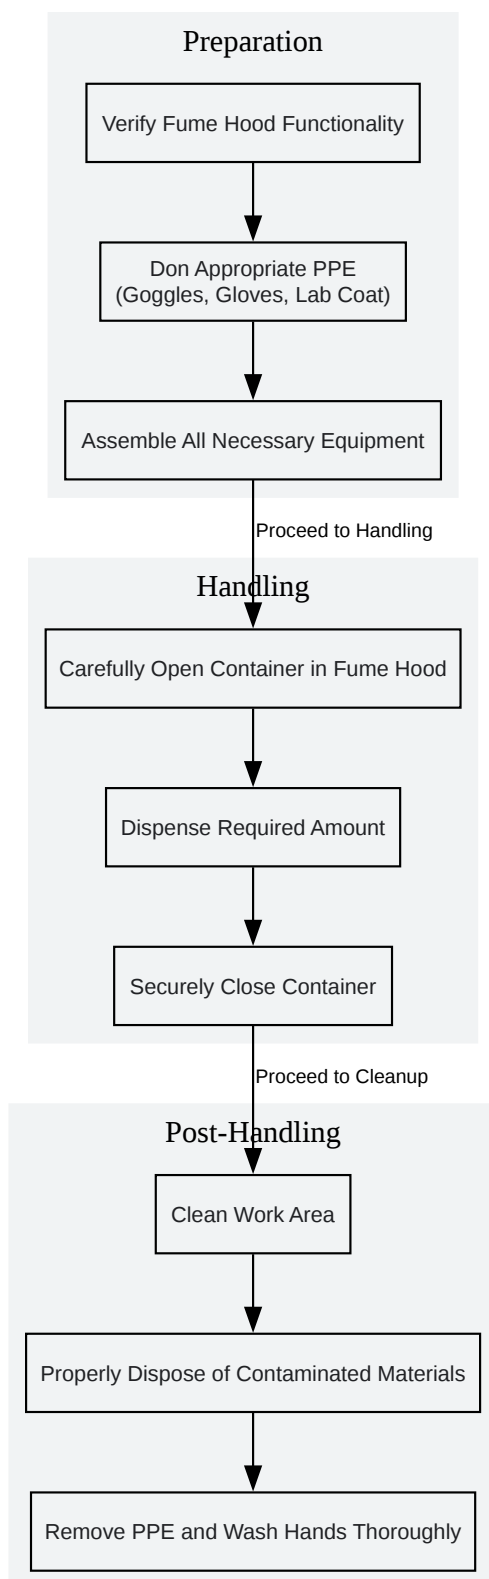 Preparation
Verify Fume Hood Functionality
Don Appropriate PPE
(Goggles, Gloves, Lab Coat)
Assemble All Necessary Equipment
Proceed to Handling
Handling
Carefully Open Container in Fume Hood
Dispense Required Amount
Securely Close Container
Proceed to Cleanup
Post-Handling
Clean Work Area
Properly Dispose of Contaminated Materials
Remove PPE and Wash Hands Thoroughly